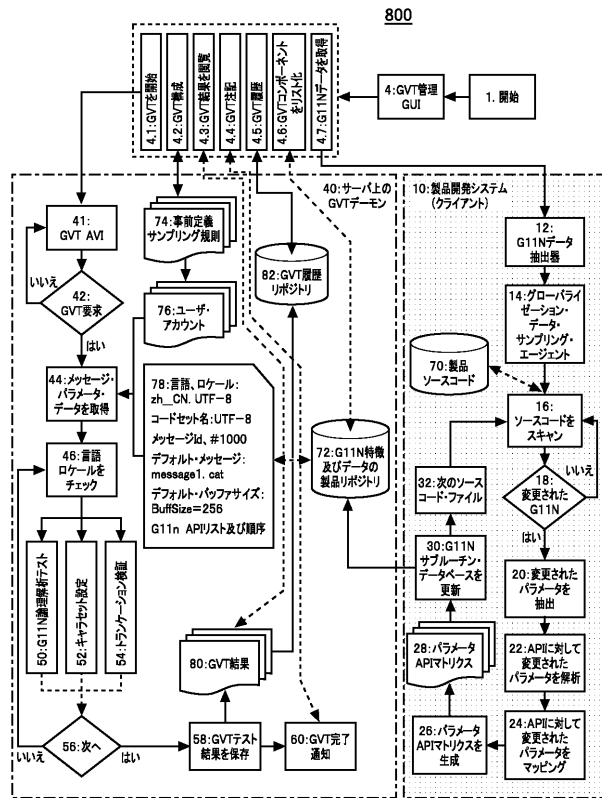 800
4.1:GVTを開始
4.2:GVT構成
4.3:GVT結果を閲覧
4.4:GVT注記
4.5:GVT履歴
4.6:GVTコンポーネント
をリスト化
4.7:G11Nデータを取得
4:GVT管理
GUI
1. 開始
40:サーバ上の
GVTデーモン
10:製品開発システム
(クライアント)
41:
GVT AVI
42:
GVT要求
いいえ
はい
44:メッセージ・
パラメータ・
データを取得
46:言語
ロケールを
チェック
50:G11N論理解析テスト
52:キャラセット設定
54:トランケーション検証
56:次へ
いいえ
はい
58:GVTテスト
結果を保存
60:GVT完了
通知
74:事前定義
サンプリング規則
76:ユーザ・
アカウント
78:言語、ロケール:
zh_CN. UTF-8
コードセット名:UTF-8
メッセージId、#1000
デフォルト・メッセージ:
message1. cat
デフォルト・バッファサイズ:
BuffSize=256
G11n APIリスト及び順序
80:GVT結果
82:GVT履歴
リポジトリ
72:G11N特徴
及びデータの
製品リポジトリ
12:
G11Nデータ
抽出器
14:グローバライ
ゼーション・
データ・
サンプリング・
エージェント
70:製品
ソースコード
16:
ソースコードを
スキャン
18:
変更された
G11N
いいえ
はい
20:変更された
パラメータを
抽出
22:APIに対して
変更された
パラメータを解析
24:APIに対して
変更された
パラメータを
マッピング
26:パラメータ
APIマトリクスを
生成
28:パラメータ
APIマトリクス
30:G11N
サブルーチン・
データベースを
更新
32:次のソース
コード・ファイル